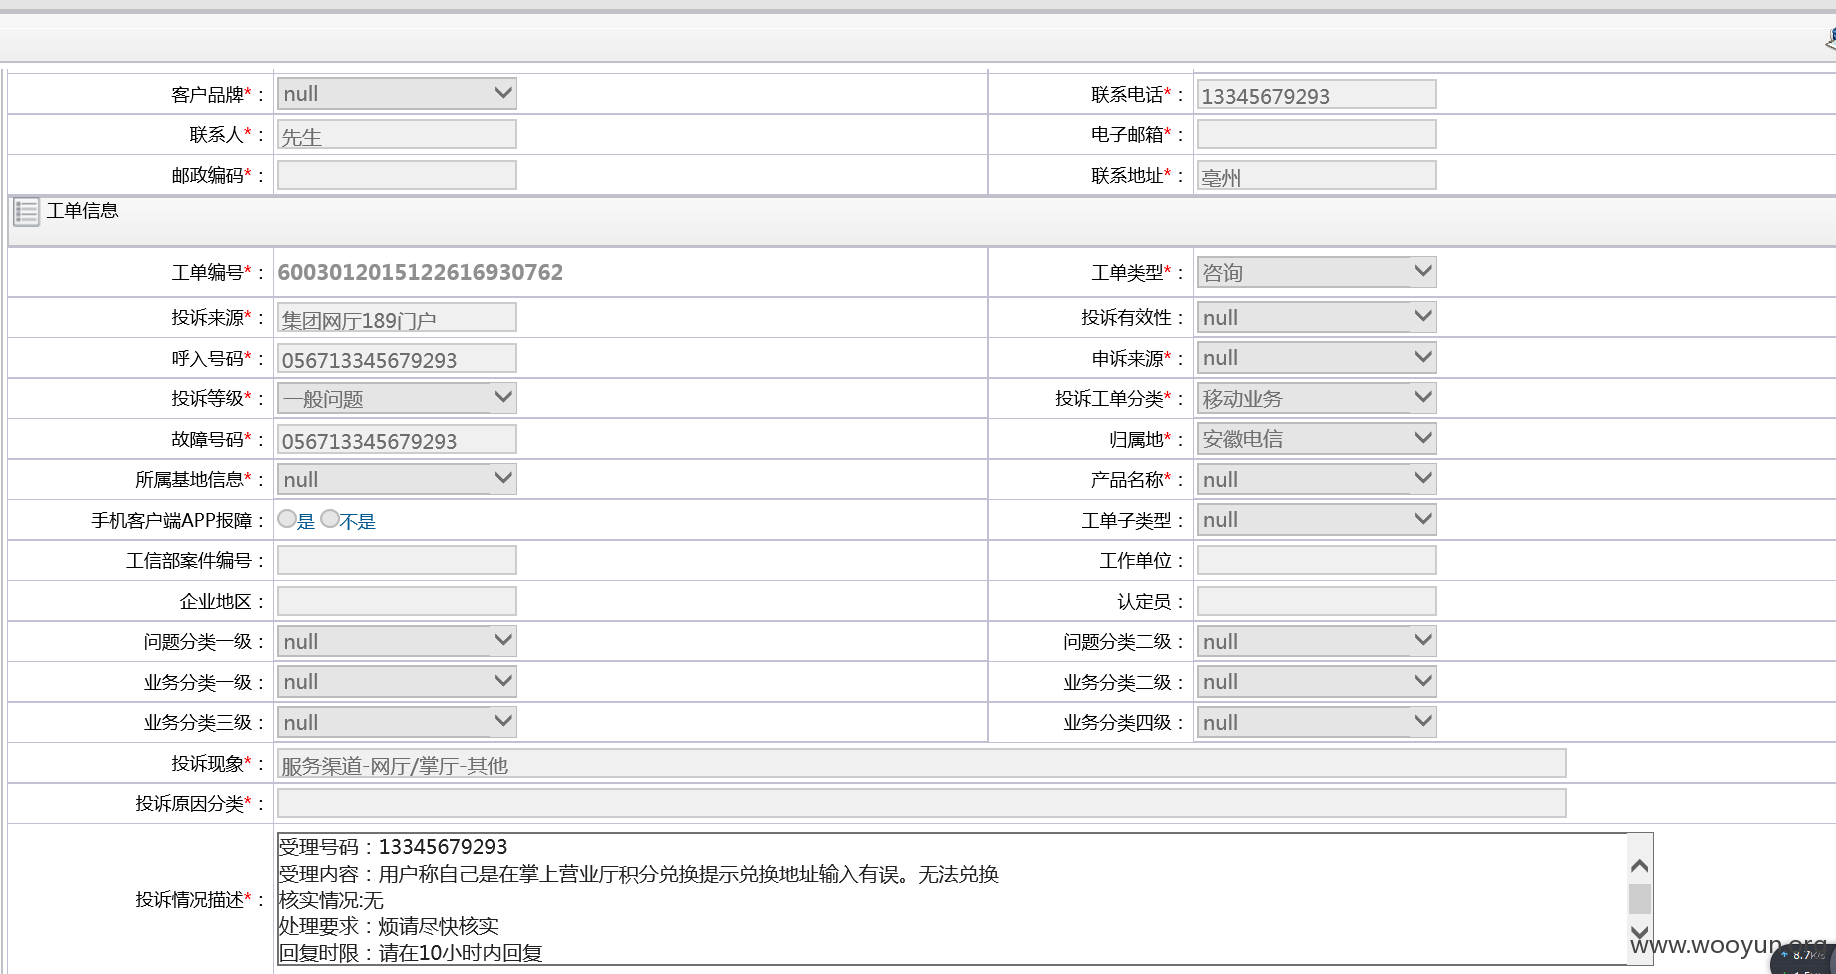 客户品牌*： null 联系电话*： 13345679293
联系人*： 先生 电子邮箱*：
邮政编码*： 联系地址*： 亳州
工单信息
工单编号*： 6003012015122616930762 工单类型*： 咨询
投诉来源*： 集团网厅189门户 投诉有效性： null
呼入号码*： 056713345679293 申诉来源*： null
投诉等级*： 一般问题 投诉工单分类*： 移动业务
故障号码*： 056713345679293 归属地*： 安徽电信
所属基地信息*： null 产品名称*： null
手机客户端APP报障： 是 不是 工单子类型： null
工信部案件编号： 工作单位：
企业地区： 认定员：
问题分类一级： null 问题分类二级： null
业务分类一级： null 业务分类二级： null
业务分类三级： null 业务分类四级： null
投诉现象*： 服务渠道-网厅/掌厅-其他
投诉原因分类*：
投诉情况描述*：
受理号码：13345679293
受理内容：用户称自己是在掌上营业厅积分兑换提示兑换地址输入有误。无法兑换
核实情况:无
处理要求：烦请尽快核实
回复时限：请在10小时内回复
www.wooyun.org
8.7K/s